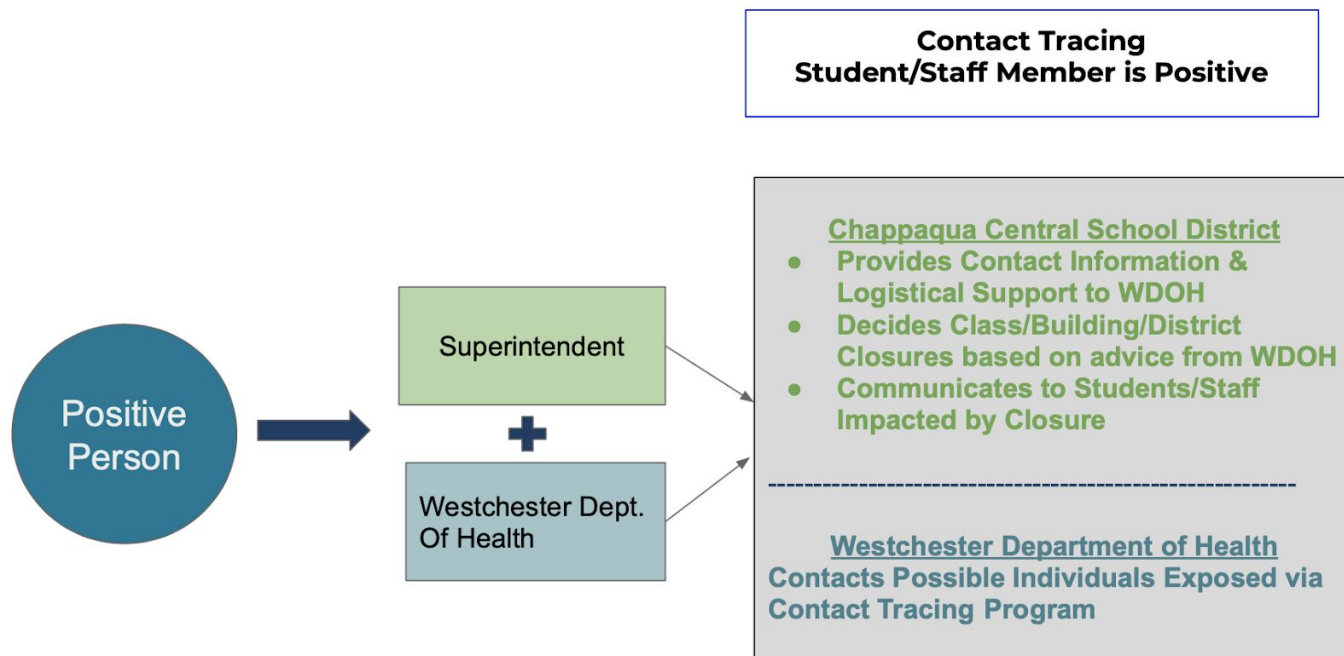 Contact Tracing
Student/Staff Member is Positive
Positive
Person
Superintendent
Westchester Dept.
Of Health
Chappaqua Central School District
● Provides Contact Information &
Logistical Support to WDOH
● Decides Class/Building/District
Closures based on advice from WDOH
● Communicates to Students/Staff
Impacted by Closure
----------------------------------------------------------
Westchester Department of Health
Contacts Possible Individuals Exposed via
Contact Tracing Program